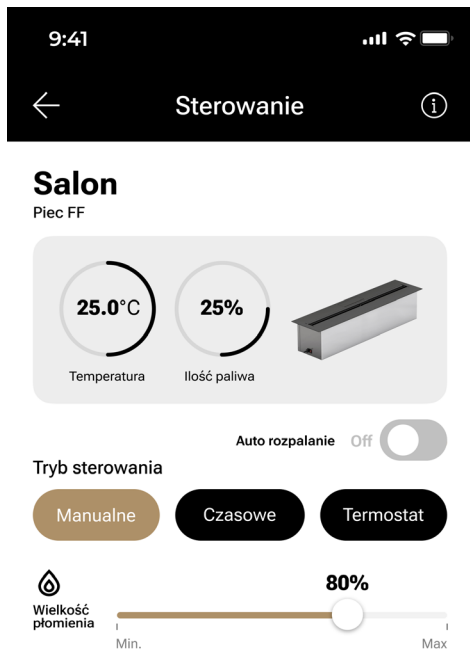 9:41
Sterowanie
Salon
Piec FF
25.0°C
25%
Temperatura
Ilość paliwa
Auto rozpalanie Off
Tryb sterowania
Manualne Czasowe Termostat
80%
Wielkość
płomienia
Min. Max